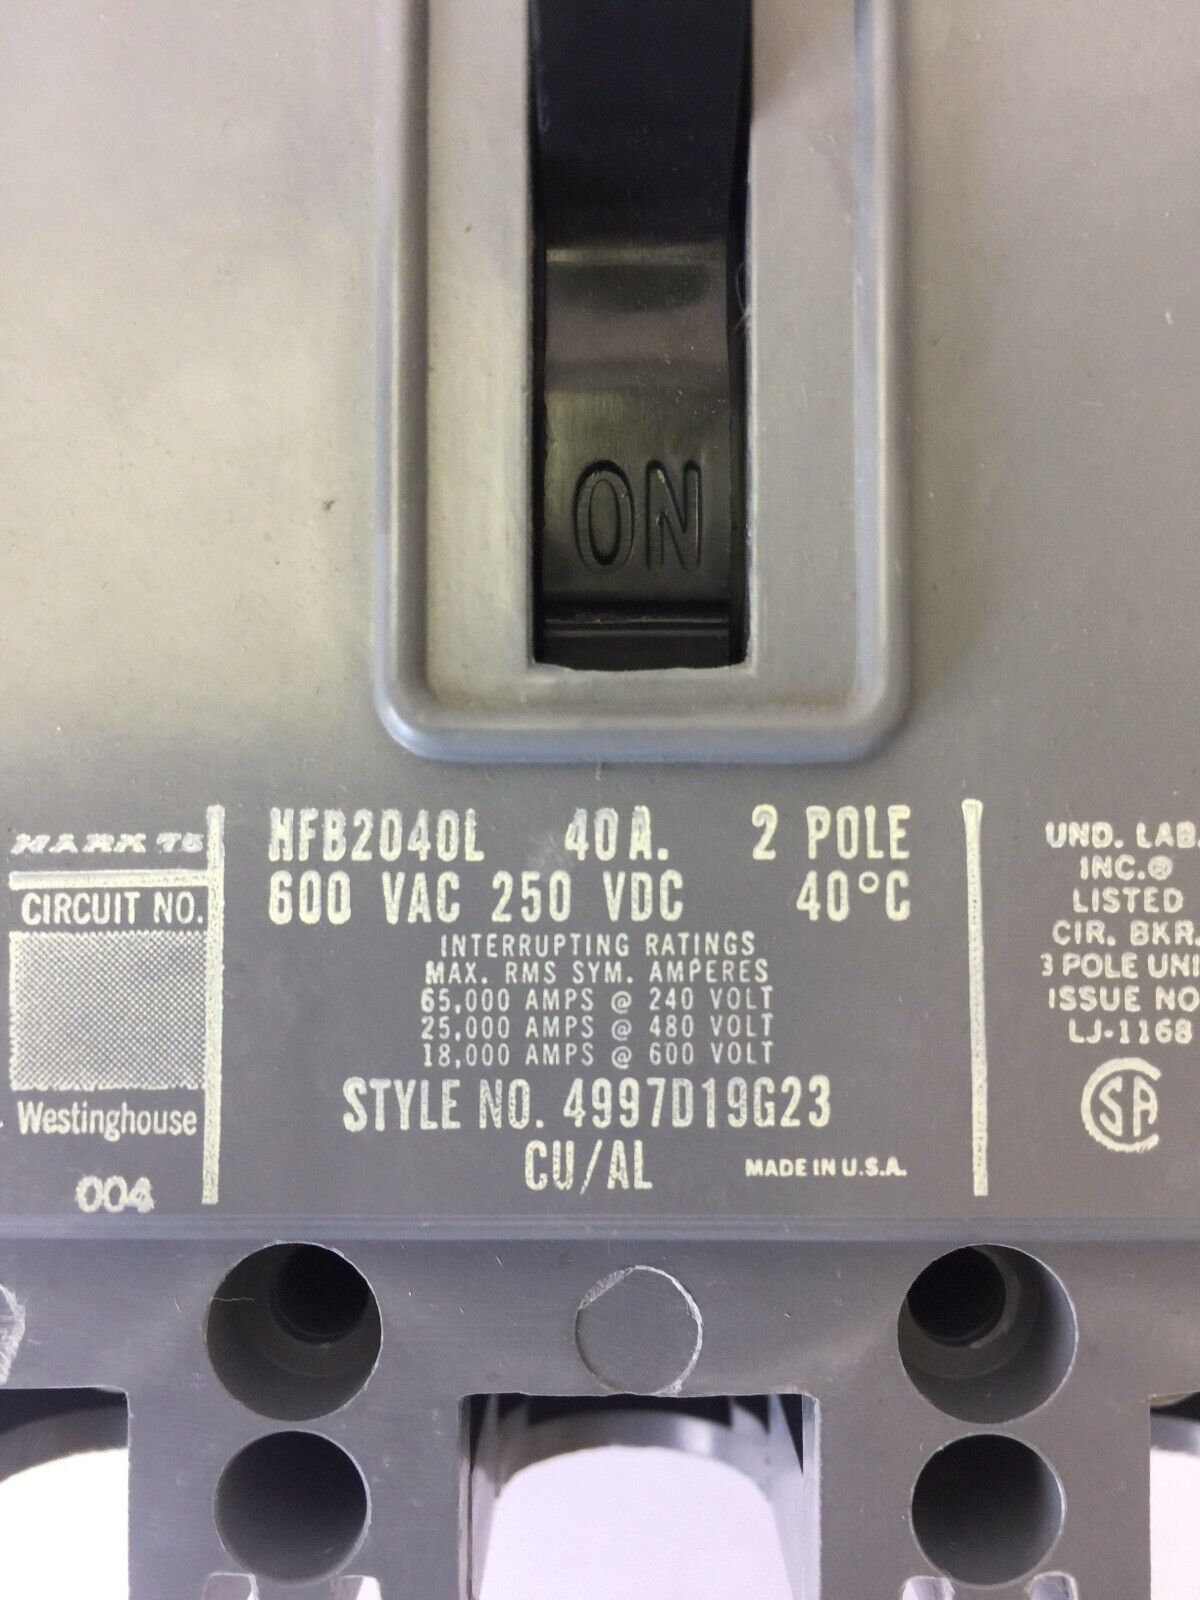 ON
MARK 75
CIRCUIT NO.
Westinghouse
004
HFB2040L 40A. 2 POLE
600 VAC 250 VDC 40°C
INTERRUPTING RATINGS
MAX. RMS SYM. AMPERES
65,000 AMPS @ 240 VOLT
25,000 AMPS @ 480 VOLT
18,000 AMPS @ 600 VOLT
STYLE NO. 4997D19G23
CU/AL MADE IN U.S.A.
UND. LAB.
INC.®
LISTED
CIR. BKR.
3 POLE UNI
ISSUE NO
LJ-1168
CSA